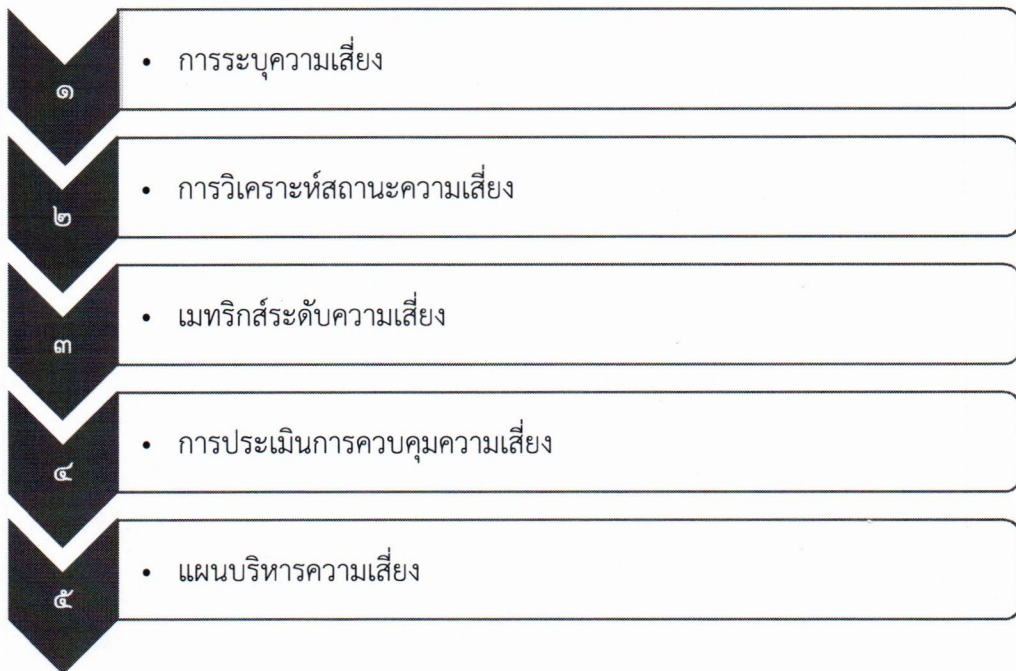 ๑
• การระบุความเสี่ยง
๒
• การวิเคราะห์สถานะความเสี่ยง
๓
• เมทริกส์ระดับความเสี่ยง
๔
• การประเมินการควบคุมความเสี่ยง
๕
• แผนบริหารความเสี่ยง